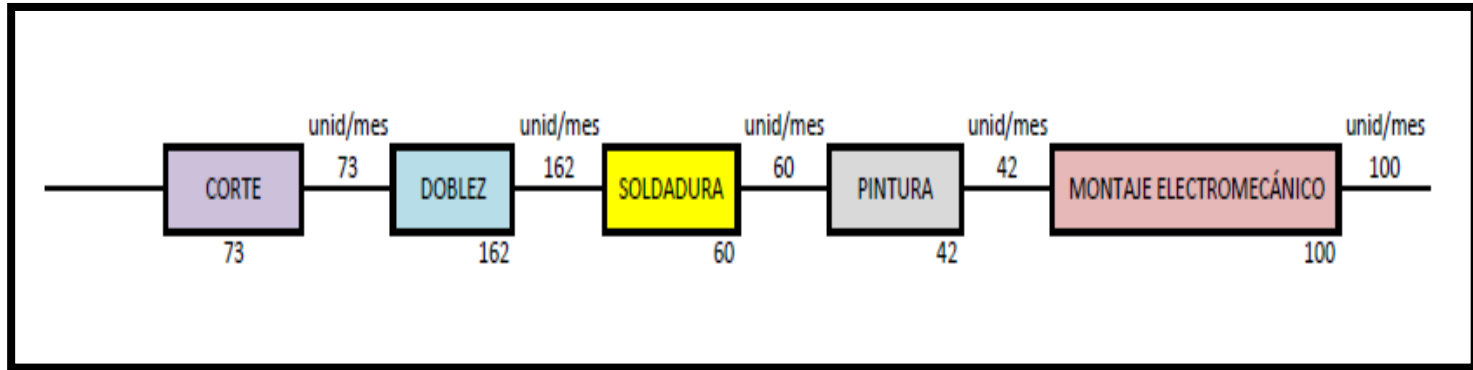 unid/mes unid/mes unid/mes unid/mes unid/mes
73 162 60 42 100
CORTE DOBLEZ SOLDADURA PINTURA MONTAJE ELECTROMECÁNICO
73 162 60 42 100